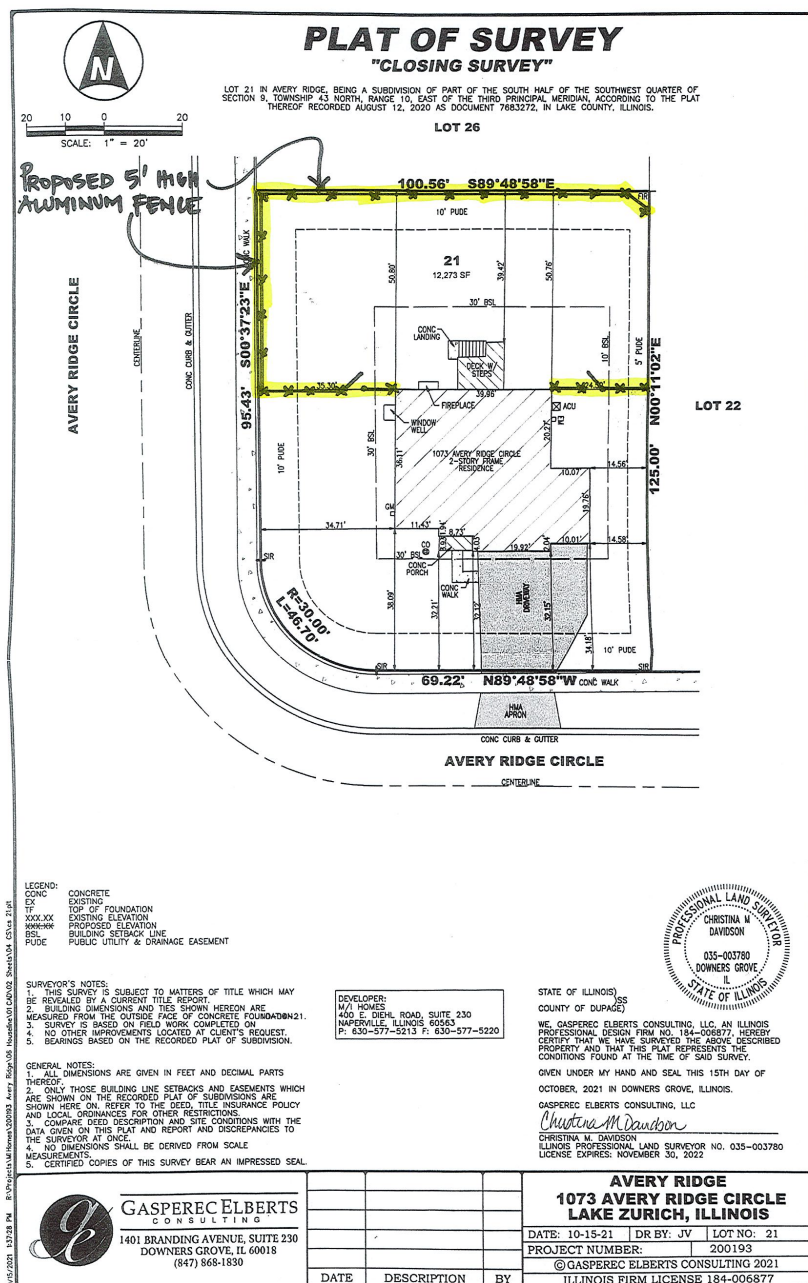 PLAT OF SURVEY
"CLOSING SURVEY"
N
LOT 21 IN AVERY RIDGE, BEING A SUBDIVISION OF PART OF THE SOUTH HALF OF THE SOUTHWEST QUARTER OF
SECTION 9, TOWNSHIP 43 NORTH, RANGE 10, EAST OF THE THIRD PRINCIPAL MERIDIAN, ACCORDING TO THE PLAT
THEREOF RECORDED AUGUST 12, 2020 AS DOCUMENT 7683272, IN LAKE COUNTY, ILLINOIS.
20 10 0 20
SCALE: 1" = 20'
LOT 26
PROPOSED 5' HIGH
ALUMINUM FENCE
100.56' S89°48'58"E
FIR
10' PUDE
CONC WALK
21
12,273 SF
50.80'
39.42'
50.76'
30' BSL
AVERY RIDGE CIRCLE
CENTERLINE
CONC CURB & GUTTER
95.43' S00°37'23"E
CONC
LANDING
DECK W/
STEPS
10' BSL
5' PUDE
N00°11'02"E
125.00'
LOT 22
35.30'
39.96'
24.59'
FIREPLACE
ACU
WINDOW
WELL
20.27'
10' PUDE
30' BSL
36.11'
1073 AVERY RIDGE CIRCLE
2-STORY FRAME
RESIDENCE
10.07'
14.56'
19.76'
GM
34.71'
11.43'
1.94'
8.73'
8.93'
4.03'
CO
30' BSL
19.92'
2.04'
10.01'
14.58'
CONC
PORCH
SIR
CONC
WALK
HMA
DRIVEWAY
R=30.00'
L=46.70'
38.09'
32.21'
32.12'
32.15'
34.18'
10' PUDE
SIR
SIR
69.22' N89°48'58"W
CONC WALK
HMA
APRON
CONC CURB & GUTTER
AVERY RIDGE CIRCLE
CENTERLINE
LEGEND:
CONC CONCRETE
EX EXISTING
TF TOP OF FOUNDATION
XXX.XX EXISTING ELEVATION
XXX.XX PROPOSED ELEVATION
BSL BUILDING SETBACK LINE
PUDE PUBLIC UTILITY & DRAINAGE EASEMENT
SURVEYOR'S NOTES:
1. THIS SURVEY IS SUBJECT TO MATTERS OF TITLE WHICH MAY
BE REVEALED BY A CURRENT TITLE REPORT.
2. BUILDING DIMENSIONS AND TIES SHOWN HEREON ARE
MEASURED FROM THE OUTSIDE FACE OF CONCRETE
3. SURVEY IS BASED ON FIELD WORK COMPLETED ON
4. NO OTHER IMPROVEMENTS LOCATED AT CLIENT'S REQUEST.
5. BEARINGS BASED ON THE RECORDED PLAT OF SUBDIVISION.
GENERAL NOTES:
1. ALL DIMENSIONS ARE GIVEN IN FEET AND DECIMAL PARTS
THEREOF.
2. ONLY THOSE BUILDING LINE SETBACKS AND EASEMENTS WHICH
ARE SHOWN ON THE RECORDED PLAT OF SUBDIVISIONS ARE
SHOWN HERE ON. REFER TO THE DEED, TITLE INSURANCE POLICY
AND LOCAL ORDINANCES FOR OTHER RESTRICTIONS.
3. COMPARE DEED DESCRIPTION AND SITE CONDITIONS WITH THE
DATA GIVEN ON THIS PLAT AND REPORT AND DISCREPANCIES TO
THE SURVEYOR AT ONCE.
4. NO DIMENSIONS SHALL BE DERIVED FROM SCALE
MEASUREMENTS.
5. CERTIFIED COPIES OF THIS SURVEY BEAR AN IMPRESSED SEAL.
DEVELOPER:
M/I HOMES
400 E. DIEHL ROAD, SUITE 230
NAPERVILLE, ILLINOIS 60563
P: 630-577-5213 F: 630-577-5220
PROFESSIONAL LAND SURVEYOR
CHRISTINA M
DAVIDSON
035-003780
DOWNERS GROVE
IL
STATE OF ILLINOIS
STATE OF ILLINOIS)
)SS
COUNTY OF DUPAGE)
WE, GASPEREC ELBERTS CONSULTING, LLC, AN ILLINOIS
PROFESSIONAL DESIGN FIRM NO. 184-006877, HEREBY
CERTIFY THAT WE HAVE SURVEYED THE ABOVE DESCRIBED
PROPERTY AND THAT THIS PLAT REPRESENTS THE
CONDITIONS FOUND AT THE TIME OF SAID SURVEY.
GIVEN UNDER MY HAND AND SEAL THIS 15TH DAY OF
OCTOBER, 2021 IN DOWNERS GROVE, ILLINOIS.
GASPEREC ELBERTS CONSULTING, LLC
Christina M Davidson
CHRISTINA M. DAVIDSON
ILLINOIS PROFESSIONAL LAND SURVEYOR NO. 035-003780
LICENSE EXPIRES: NOVEMBER 30, 2022
ge
GASPEREC ELBERTS
CONSULTING
1401 BRANDING AVENUE, SUITE 230
DOWNERS GROVE, IL 60018
(847) 868-1830
DATE DESCRIPTION BY
AVERY RIDGE
1073 AVERY RIDGE CIRCLE
LAKE ZURICH, ILLINOIS
DATE: 10-15-21 DR BY: JV LOT NO: 21
PROJECT NUMBER: 200193
© GASPEREC ELBERTS CONSULTING 2021
ILLINOIS FIRM LICENSE 184-006877